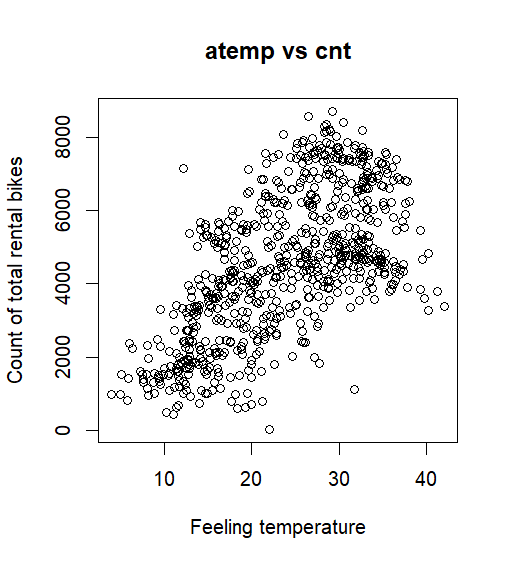 atemp vs cnt
Count of total rental bikes
8000
6000
4000
2000
0
10 20 30 40
Feeling temperature